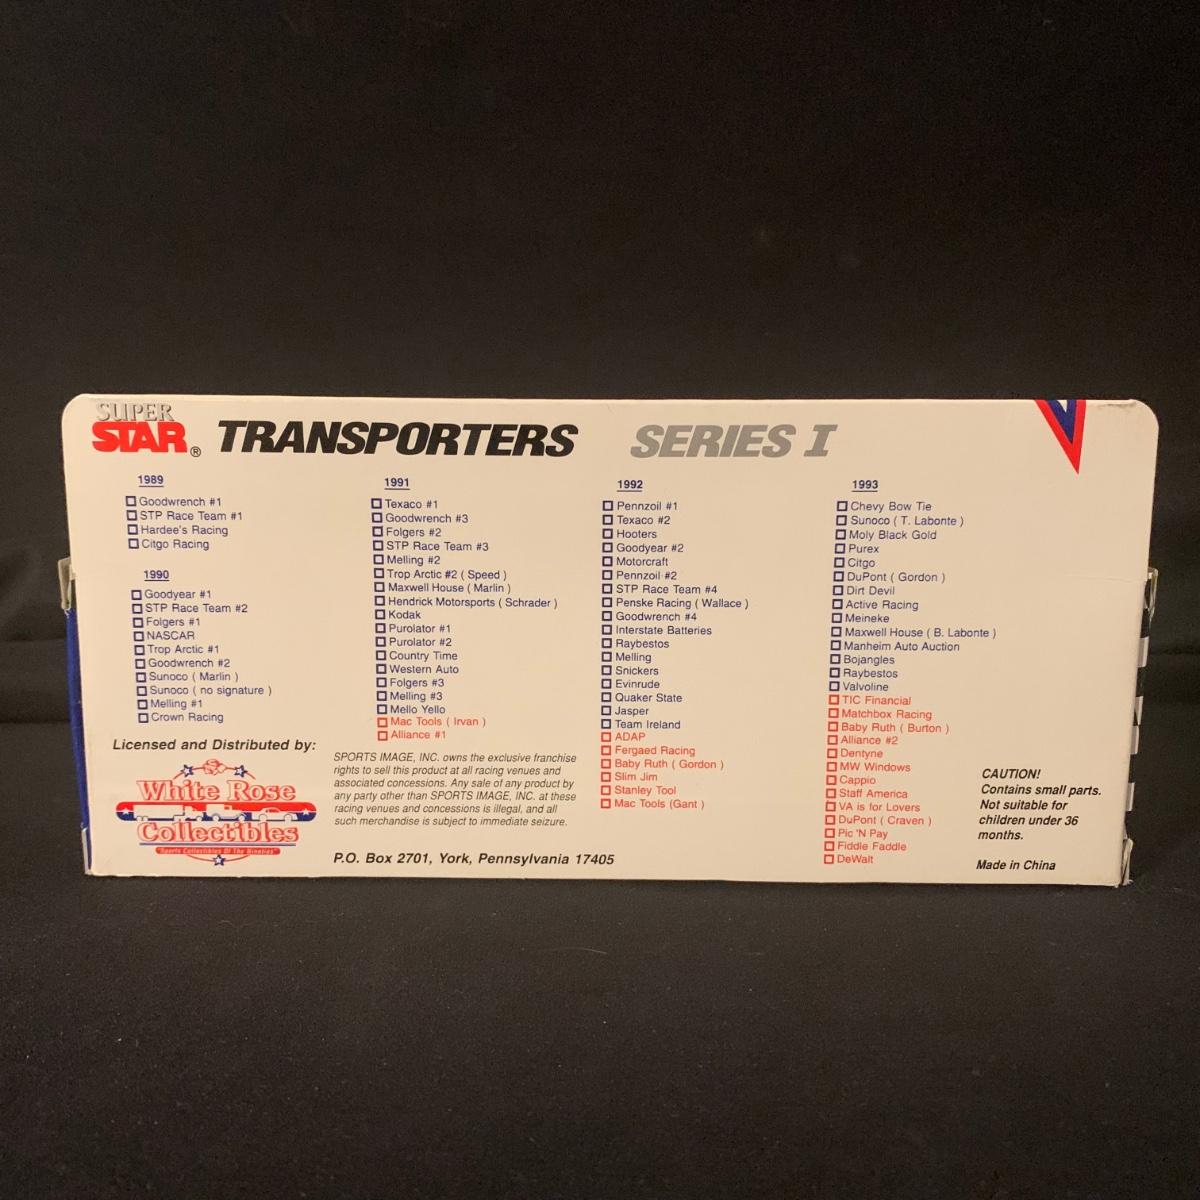 SUPER
STAR® TRANSPORTERS SERIES I
1989
Goodwrench #1
STP Race Team #1
Hardee's Racing
Citgo Racing
1990
Goodyear #1
STP Race Team #2
Folgers #1
NASCAR
Trop Arctic #1
Goodwrench #2
Sunoco ( Marlin )
Sunoco ( no signature )
Melling #1
Crown Racing
1991
Texaco #1
Goodwrench #3
Folgers #2
STP Race Team #3
Melling #2
Trop Arctic #2 ( Speed )
Maxwell House ( Marlin )
Hendrick Motorsports ( Schrader )
Kodak
Purolator #1
Purolator #2
Country Time
Western Auto
Folgers #3
Melling #3
Mello Yello
Mac Tools ( Irvan )
Alliance #1
1992
Pennzoil #1
Texaco #2
Hooters
Goodyear #2
Motorcraft
Pennzoil #2
STP Race Team #4
Penske Racing ( Wallace )
Goodwrench #4
Interstate Batteries
Raybestos
Melling
Snickers
Evinrude
Quaker State
Jasper
Team Ireland
ADAP
Fergaed Racing
Baby Ruth ( Gordon )
Slim Jim
Stanley Tool
Mac Tools (Gant )
1993
Chevy Bow Tie
Sunoco ( T. Labonte )
Moly Black Gold
Purex
Citgo
DuPont ( Gordon )
Dirt Devil
Active Racing
Meineke
Maxwell House ( B. Labonte )
Manheim Auto Auction
Bojangles
Raybestos
Valvoline
TIC Financial
Matchbox Racing
Baby Ruth ( Burton )
Alliance #2
Dentyne
MW Windows
Cappio
Staff America
VA is for Lovers
DuPont ( Craven )
Pic 'N Pay
Fiddle Faddle
DeWalt
Licensed and Distributed by:
White Rose
Collectibles
"Sports Collectibles Of The Nineties"
SPORTS IMAGE, INC. owns the exclusive franchise
rights to sell this product at all racing venues and
associated concessions. Any sale of any product by
any party other than SPORTS IMAGE, INC. at these
racing venues and concessions is illegal, and all
such merchandise is subject to immediate seizure.
P.O. Box 2701, York, Pennsylvania 17405
CAUTION!
Contains small parts.
Not suitable for
children under 36
months.
Made in China